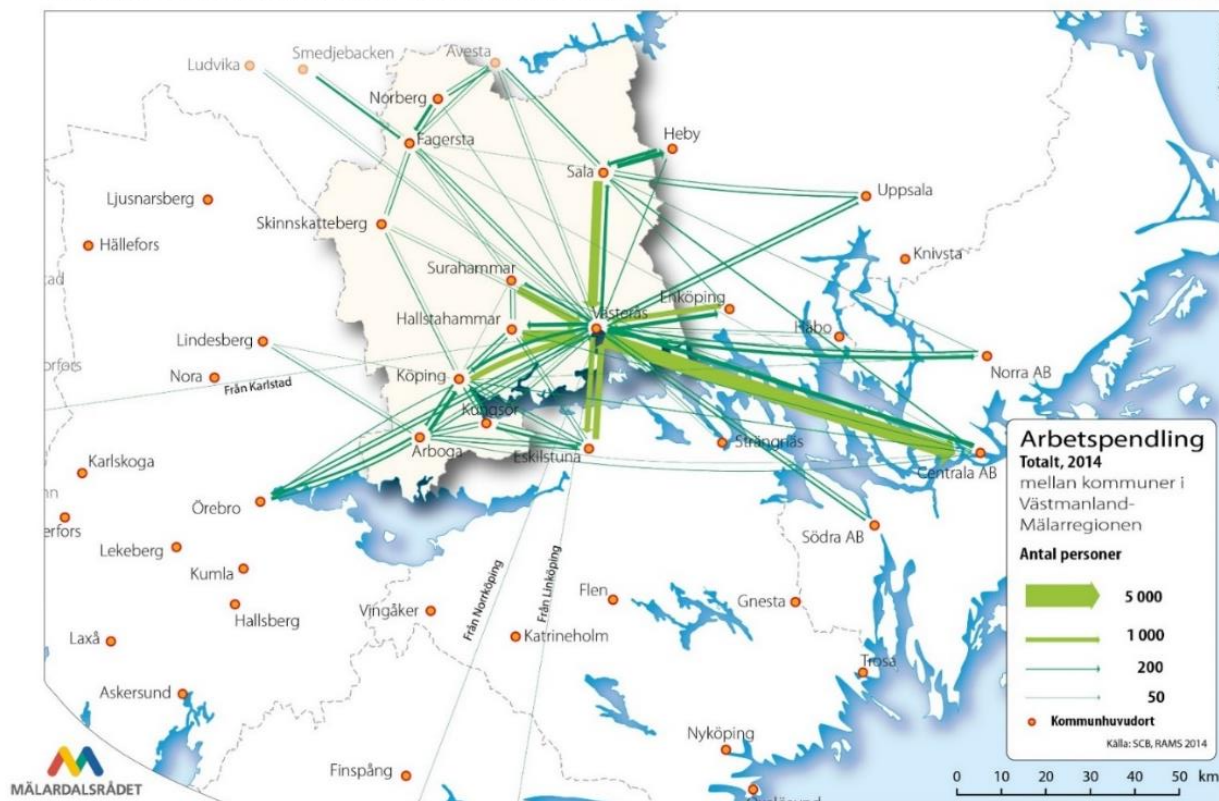 Ludvika
Smedjebacken
Avesta
Norberg
Fagersta
Heby
Sala
Ljusnarsberg
Uppsala
Skinnskatteberg
Hällefors
Knivsta
Surahammar
Enköping
Hallstahammar
Västerås
Håbo
Lindesberg
Norra AB
Nora
Från Karlstad
Köping
Kungsör
Strängnäs
Arboga
Eskilstuna
Centrala AB
Karlskoga
Örebro
Södra AB
Lekeberg
Kumla
Hallsberg
Vingåker
Från Norrköping
Från Linköping
Flen
Gnesta
Laxå
Katrineholm
Trosa
Askersund
Nyköping
Finspång
Arbetspendling
Totalt, 2014
mellan kommuner i
Västmanland-
Mälarregionen
Antal personer
5 000
1 000
200
50
Kommunhuvudort
Källa: SCB, RAMS 2014
0 10 20 30 40 50 km
MÄLARDALSRÅDET